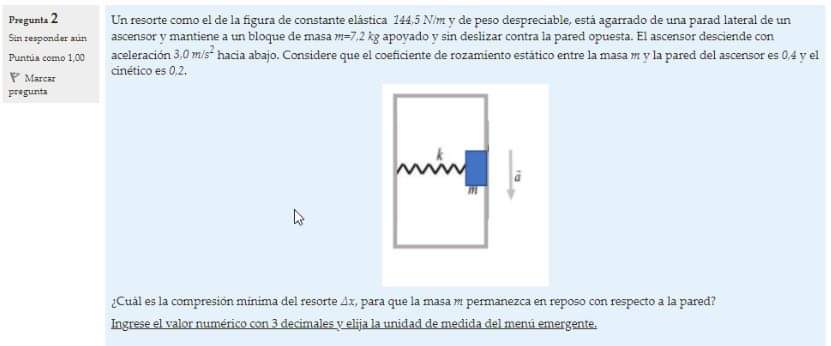 Pregunta 2
Sin responder aún
Puntúa como 1,00
Marcar
pregunta
Un resorte como el de la figura de constante elástica 144,5 N/m y de peso despreciable, está agarrado de una parad lateral de un
ascensor y mantiene a un bloque de masa m=7,2 kg apoyado y sin deslizar contra la pared opuesta. El ascensor desciende con
aceleración 3,0 m/s² hacia abajo. Considere que el coeficiente de rozamiento estático entre la masa m y la pared del ascensor es 0,4 y el
cinético es 0,2.
k
m
a
¿Cuál es la compresión mínima del resorte Δx, para que la masa m permanezca en reposo con respecto a la pared?
Ingrese el valor numérico con 3 decimales y elija la unidad de medida del menú emergente.